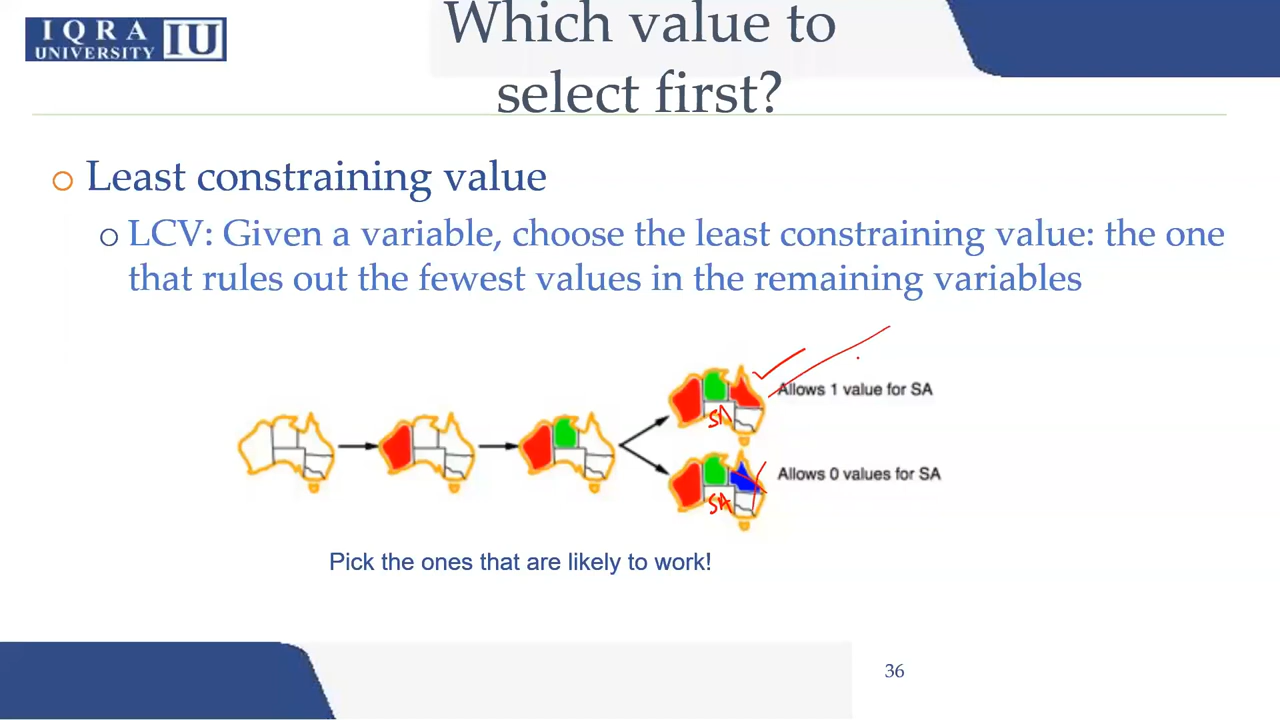 IQRA
UNIVERSITY IU
Which value to
select first?
Least constraining value
LCV: Given a variable, choose the least constraining value: the one
that rules out the fewest values in the remaining variables
Allows 1 value for SA
SA
Allows 0 values for SA
SA
Pick the ones that are likely to work!
36